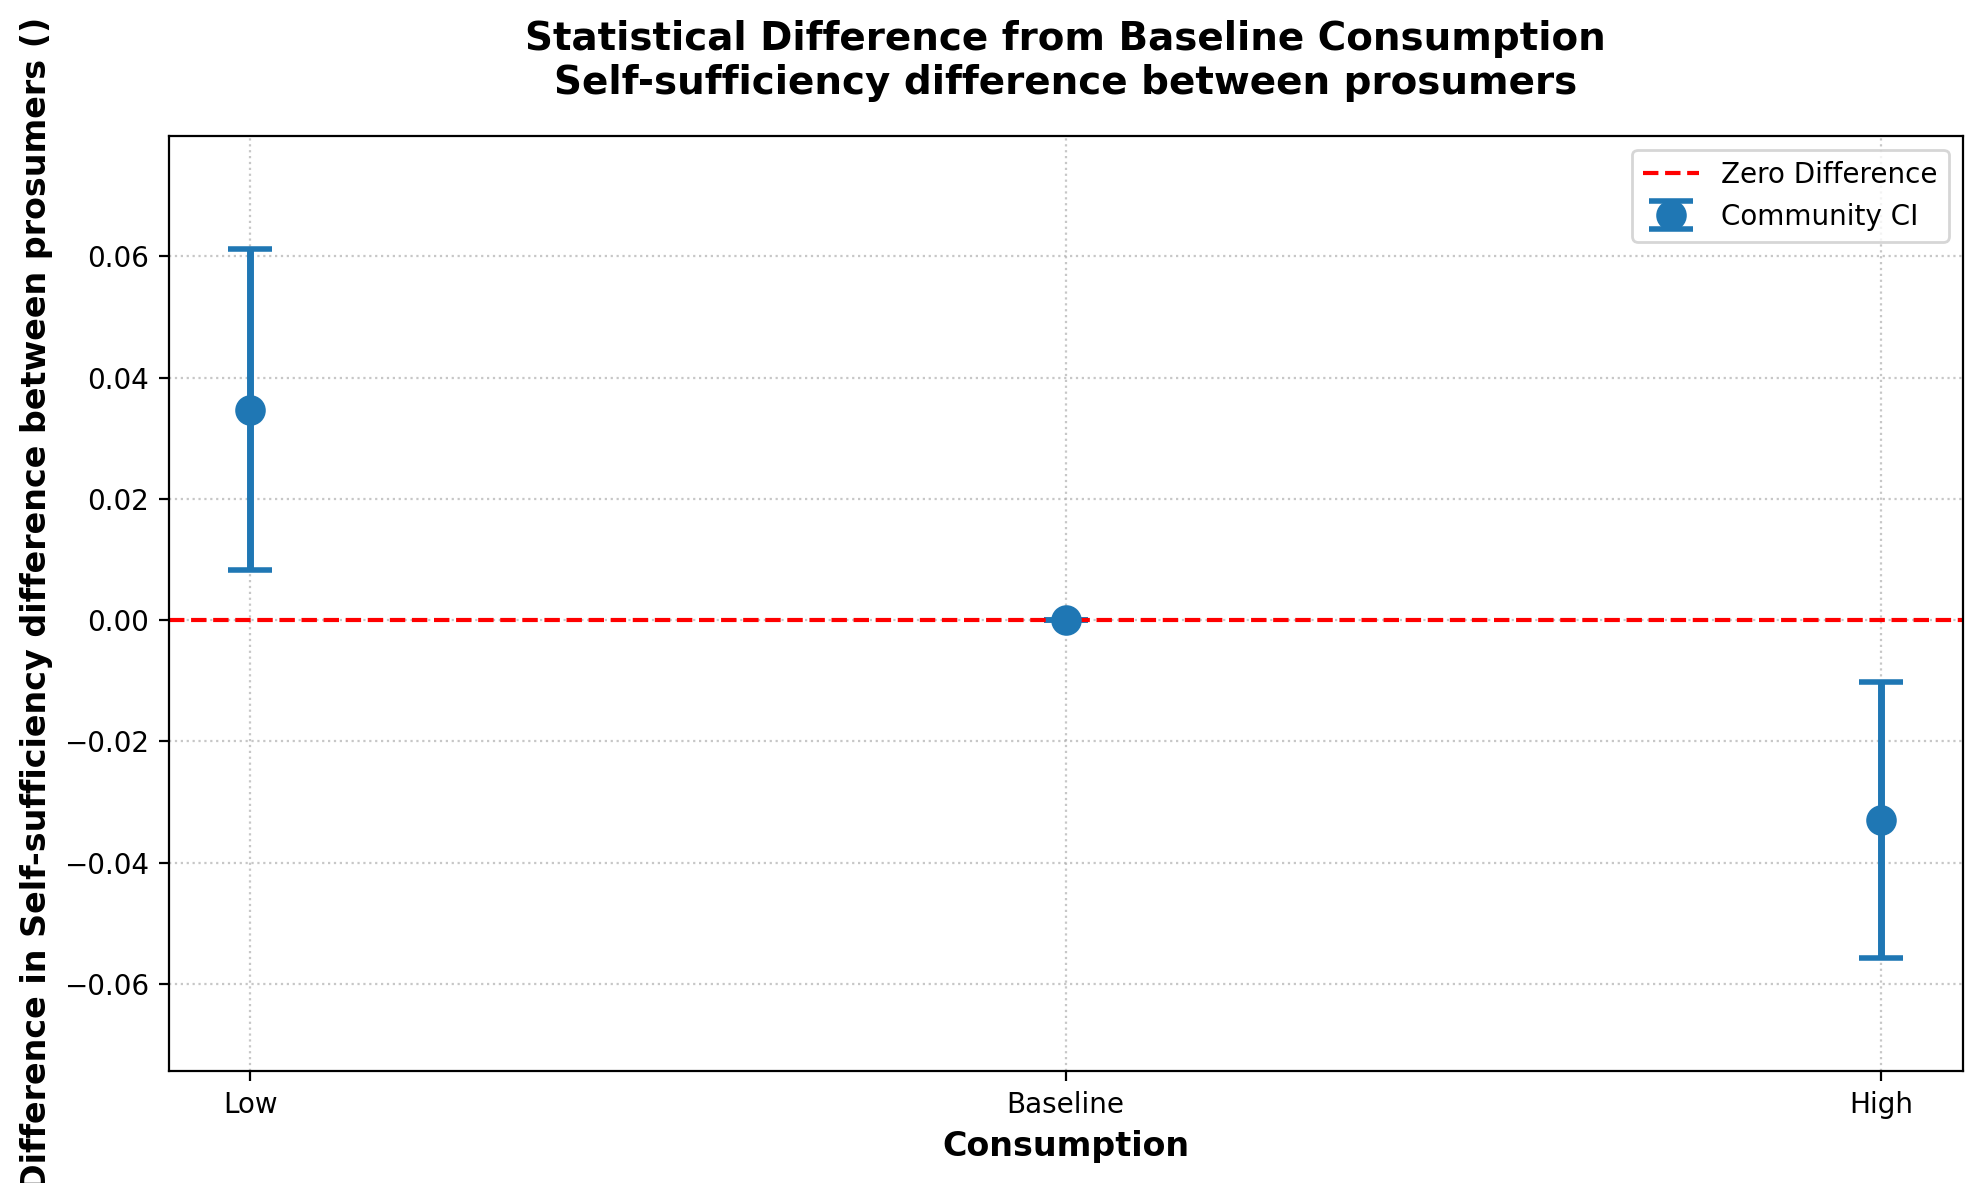 Statistical Difference from Baseline Consumption
Self-sufficiency difference between prosumers
Difference in Self-sufficiency difference between prosumers ()
Zero Difference
Community CI
0.06
0.04
0.02
0.00
−0.02
−0.04
−0.06
Low
Baseline
High
Consumption